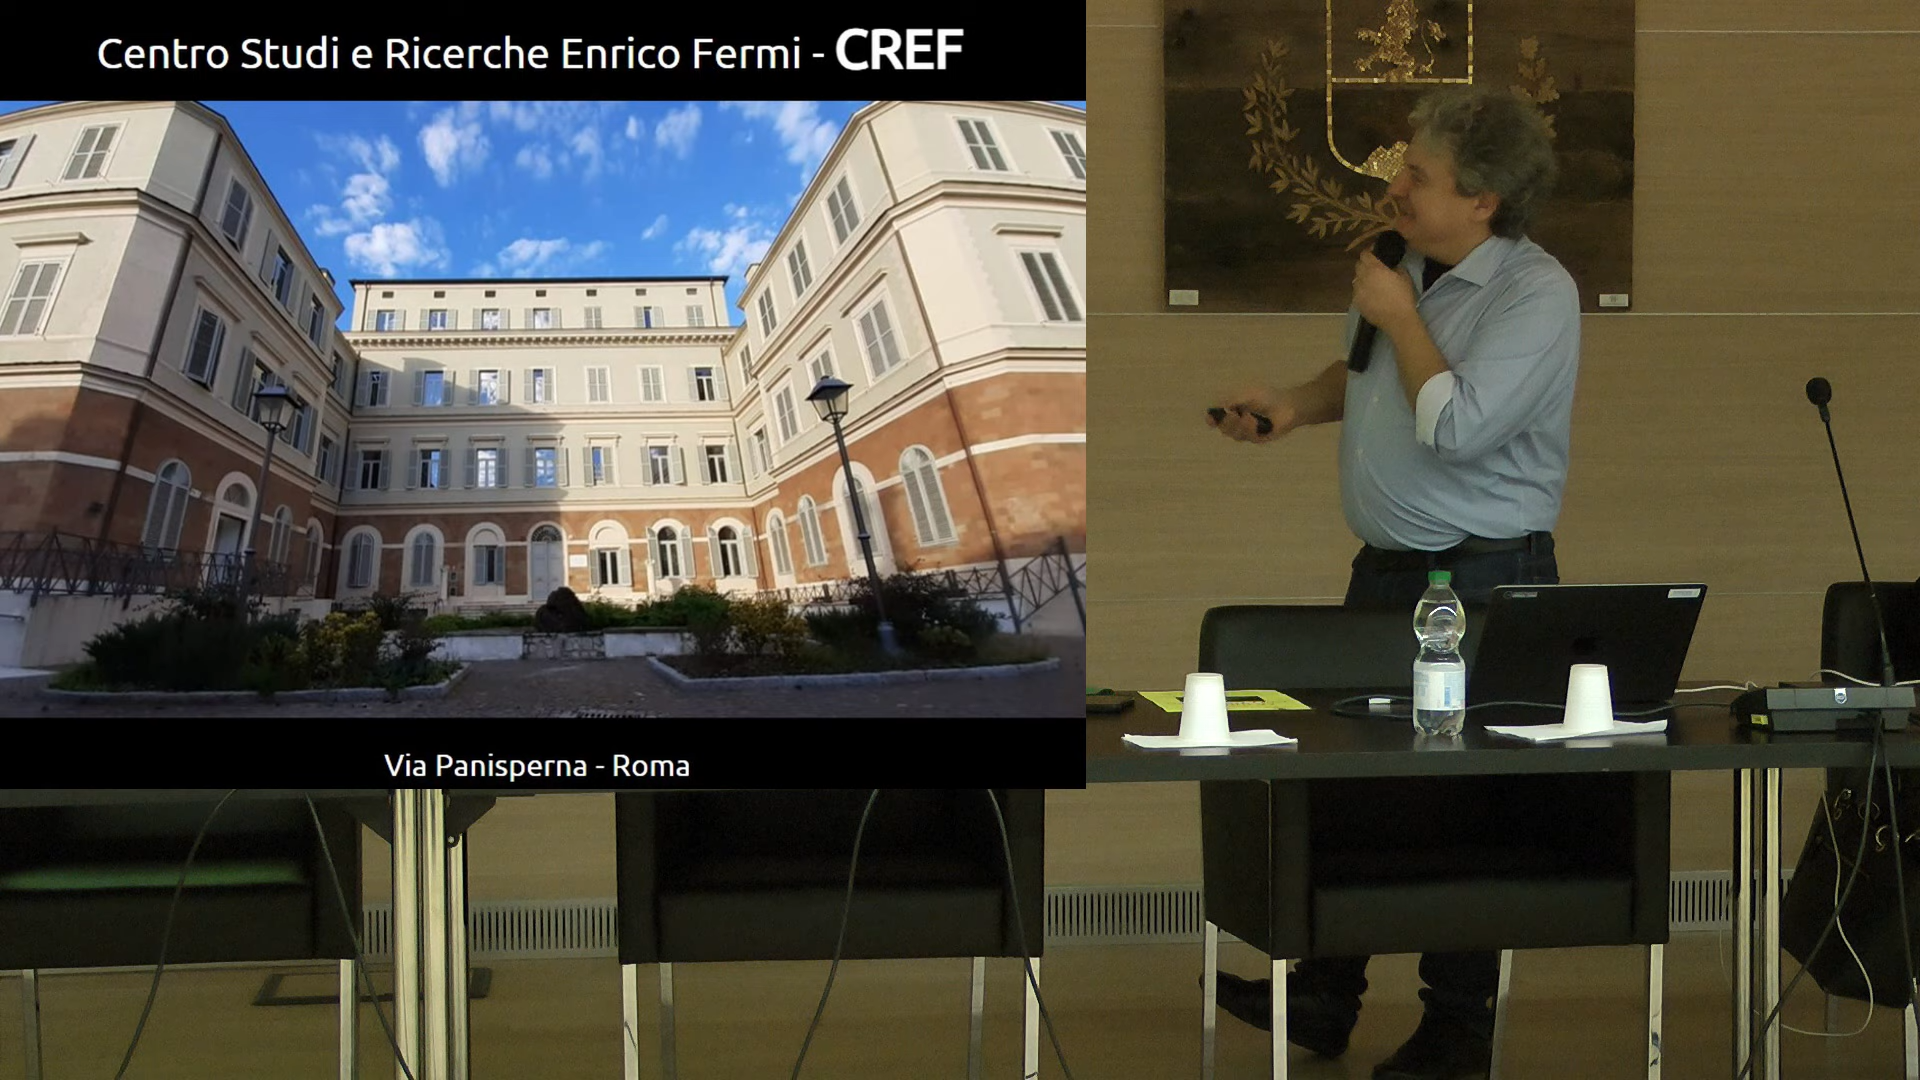 Centro Studi e Ricerche Enrico Fermi - CREF
Via Panisperna - Roma